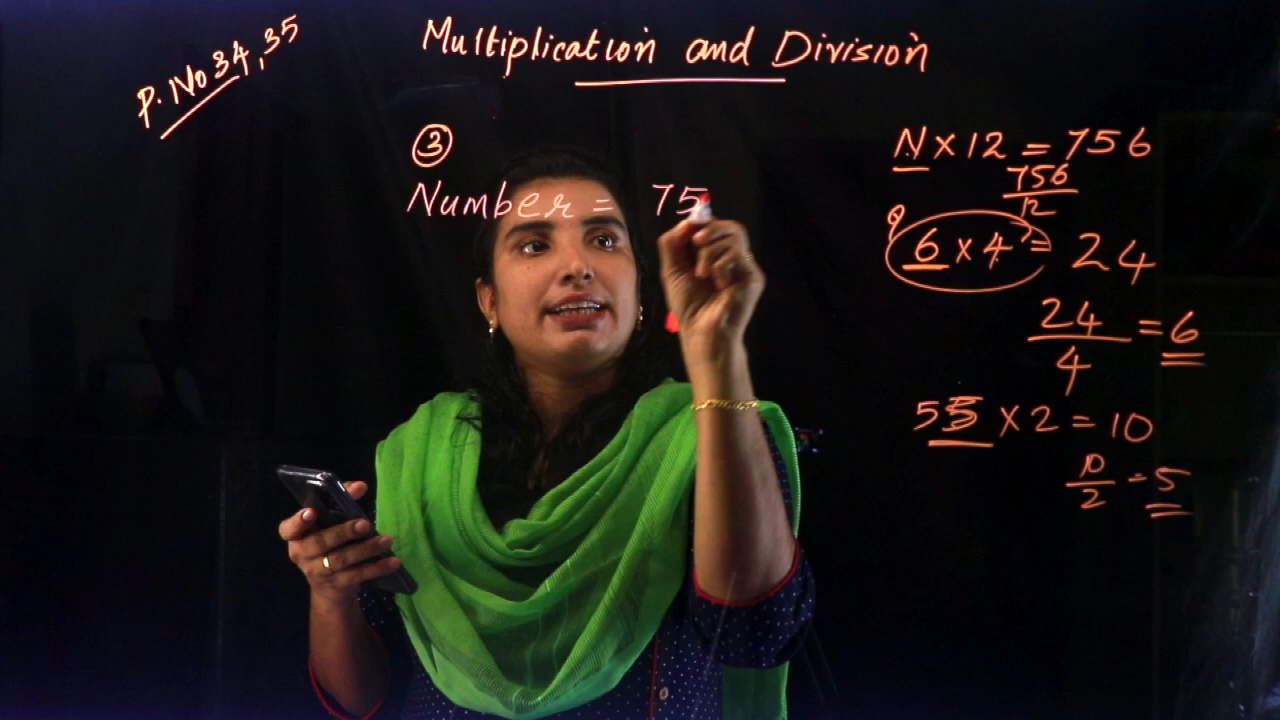 P. No 34, 35
Multiplication and Division
③
Number = 75
N × 12 = 756
756
12
6 × 4 = 24
24
4
= 6
5 × 2 = 10
10
2
= 5